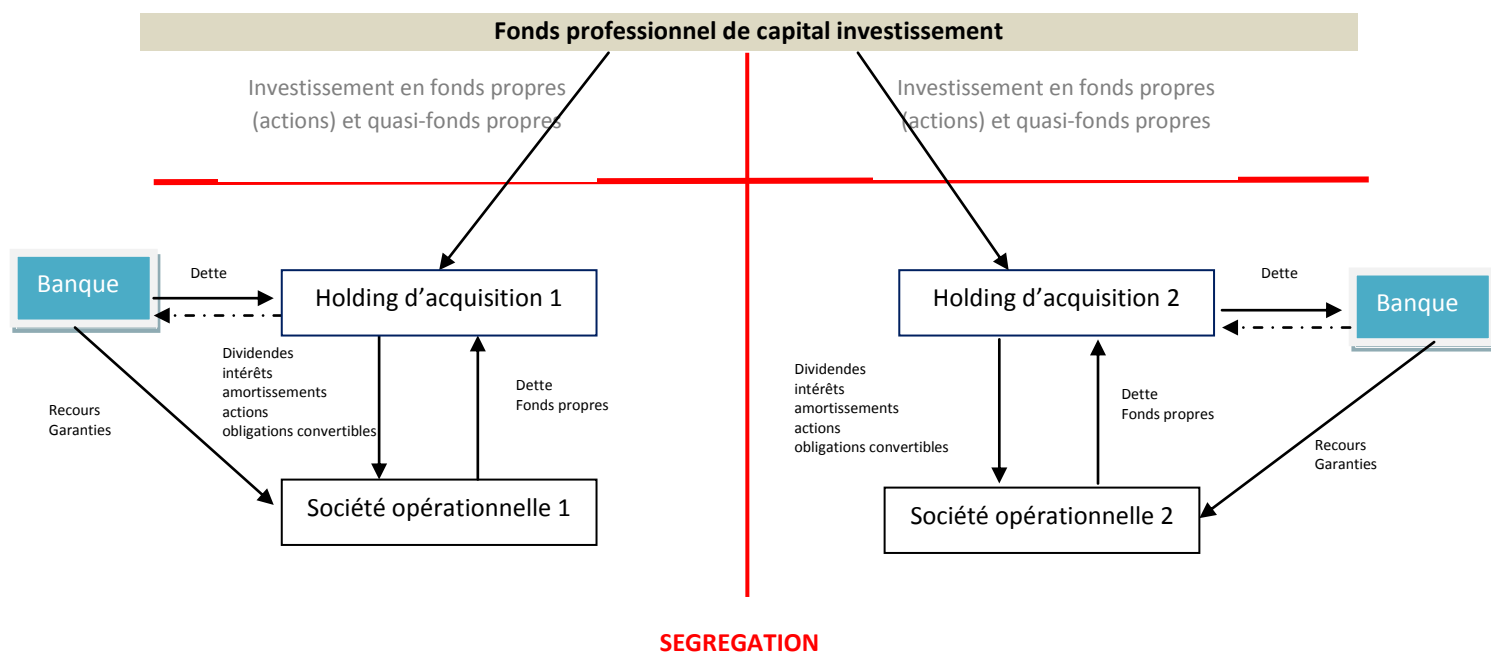 Fonds professionnel de capital investissement
Investissement en fonds propres
(actions) et quasi-fonds propres
Investissement en fonds propres
(actions) et quasi-fonds propres
Banque
Dette
Holding d’acquisition 1
Holding d’acquisition 2
Dette
Banque
Dividendes
intérêts
amortissements
actions
obligations convertibles
Dette
Fonds propres
Recours
Garanties
Dividendes
intérêts
amortissements
actions
obligations convertibles
Dette
Fonds propres
Recours
Garanties
Société opérationnelle 1
Société opérationnelle 2
SEGREGATION